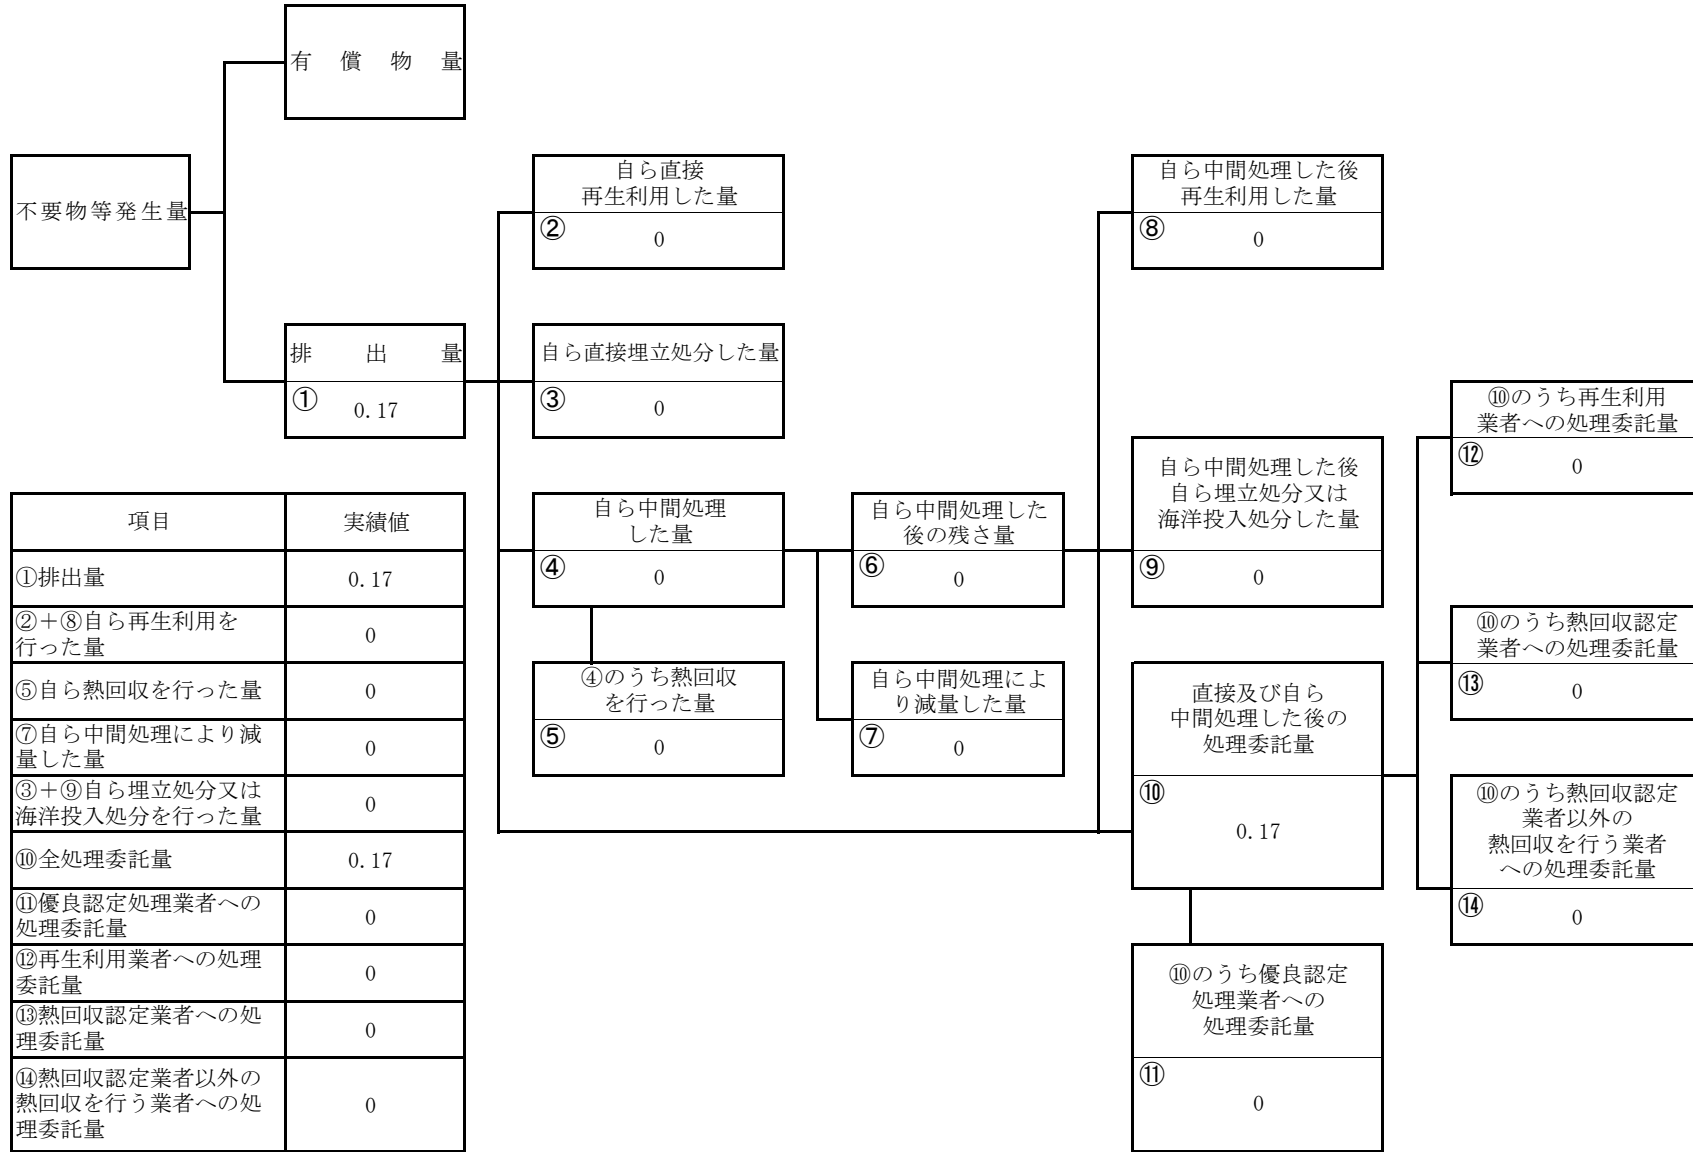 有償物量
不要物等発生量
自ら直接
再生利用した量
② 0
自ら中間処理した後
再生利用した量
⑧ 0
排出量
① 0.17
自ら直接埋立処分した量
③ 0
⑩のうち再生利用
業者への処理委託量
⑫ 0
自ら中間処理した後
自ら埋立処分又は
海洋投入処分した量
⑨ 0
自ら中間処理
した量
④ 0
自ら中間処理した
後の残さ量
⑥ 0
⑩のうち熱回収認定
業者への処理委託量
⑬ 0
④のうち熱回収
を行った量
⑤ 0
自ら中間処理によ
り減量した量
⑦ 0
直接及び自ら
中間処理した後の
処理委託量
⑩
0.17
⑩のうち熱回収認定
業者以外の
熱回収を行う業者
への処理委託量
⑭ 0
⑩のうち優良認定
処理業者への
処理委託量
⑪
0
項目 実績値
①排出量 0.17
②＋⑧自ら再生利用を
行った量 0
⑤自ら熱回収を行った量 0
⑦自ら中間処理により減
量した量 0
③＋⑨自ら埋立処分又は
海洋投入処分を行った量 0
⑩全処理委託量 0.17
⑪優良認定処理業者への
処理委託量 0
⑫再生利用業者への処理
委託量 0
⑬熱回収認定業者への処
理委託量 0
⑭熱回収認定業者以外の
熱回収を行う業者への処
理委託量 0